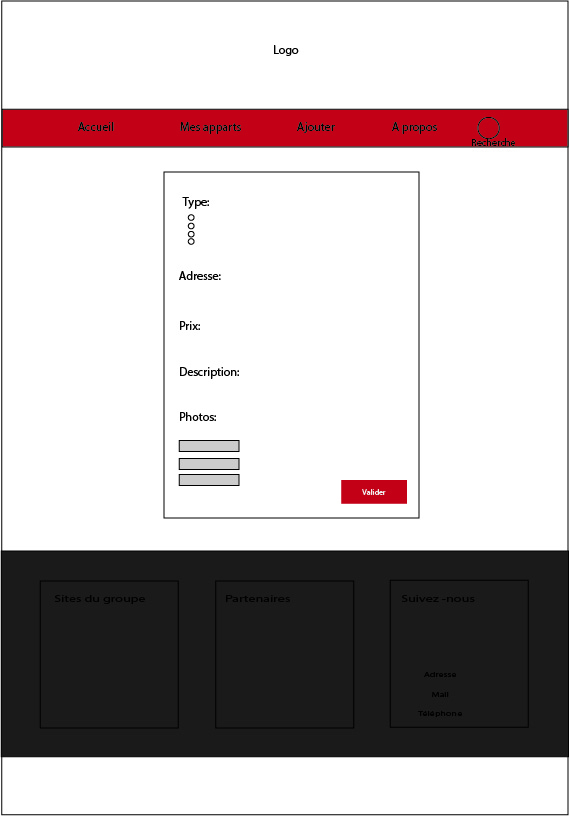 Logo
Accueil Mes apparts Ajouter A propos
Recherche
Type:
Adresse:
Prix:
Description:
Photos:
Valider
Sites du groupe Partenaires Suivez -nous
Adresse
Mail
Téléphone